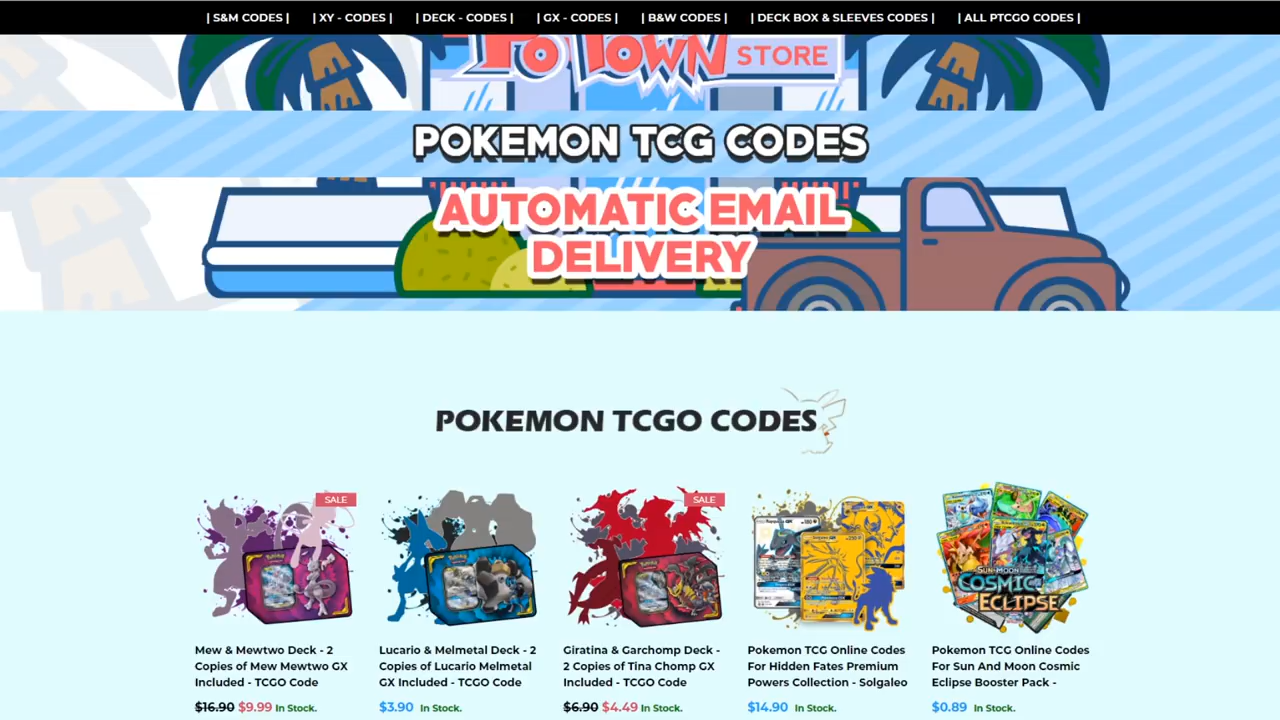 | S&M CODES | | XY - CODES | | DECK - CODES | | GX - CODES | | B&W CODES | | DECK BOX & SLEEVES CODES | | ALL PTCGO CODES |
PoTown STORE
POKEMON TCG CODES
AUTOMATIC EMAIL
DELIVERY
POKEMON TCGO CODES
SALE
SALE
SUN & MOON
COSMIC
ECLIPSE
Mew & Mewtwo Deck - 2
Copies of Mew Mewtwo GX
Included - TCGO Code
$16.90 $9.99 In Stock.
Lucario & Melmetal Deck - 2
Copies of Lucario Melmetal
GX Included - TCGO Code
$3.90 In Stock.
Giratina & Garchomp Deck -
2 Copies of Tina Chomp GX
Included - TCGO Code
$6.90 $4.49 In Stock.
Pokemon TCG Online Codes
For Hidden Fates Premium
Powers Collection - Solgaleo
$14.90 In Stock.
Pokemon TCG Online Codes
For Sun And Moon Cosmic
Eclipse Booster Pack -
$0.89 In Stock.